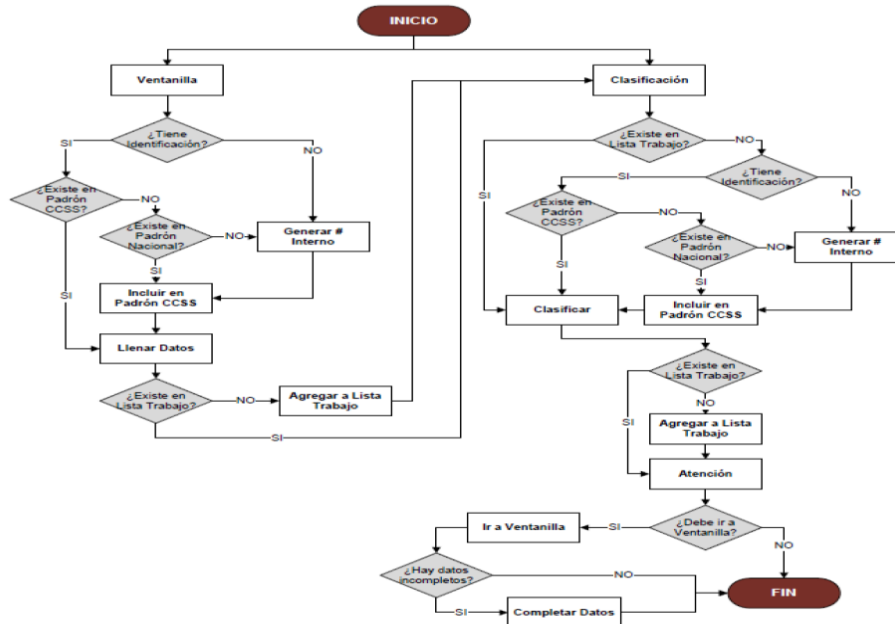 INICIO
Ventanilla
Clasificación
¿Tiene
Identificación?
SI
NO
¿Existe en
Padrón
CCSS?
NO
¿Existe en
Padrón
Nacional?
NO
Generar #
Interno
SI
SI
Incluir en
Padrón CCSS
Llenar Datos
¿Existe en
Lista Trabajo?
NO
Agregar a Lista
Trabajo
SI
¿Existe en
Lista Trabajo?
NO
SI
¿Tiene
Identificación?
SI
NO
¿Existe en
Padrón
CCSS?
NO
¿Existe en
Padrón
Nacional?
NO
Generar #
Interno
SI
SI
Clasificar
Incluir en
Padrón CCSS
¿Existe en
Lista Trabajo?
NO
SI
Agregar a Lista
Trabajo
Atención
¿Debe ir a
Ventanilla?
SI
NO
Ir a Ventanilla
¿Hay datos
incompletos?
NO
SI
Completar Datos
FIN